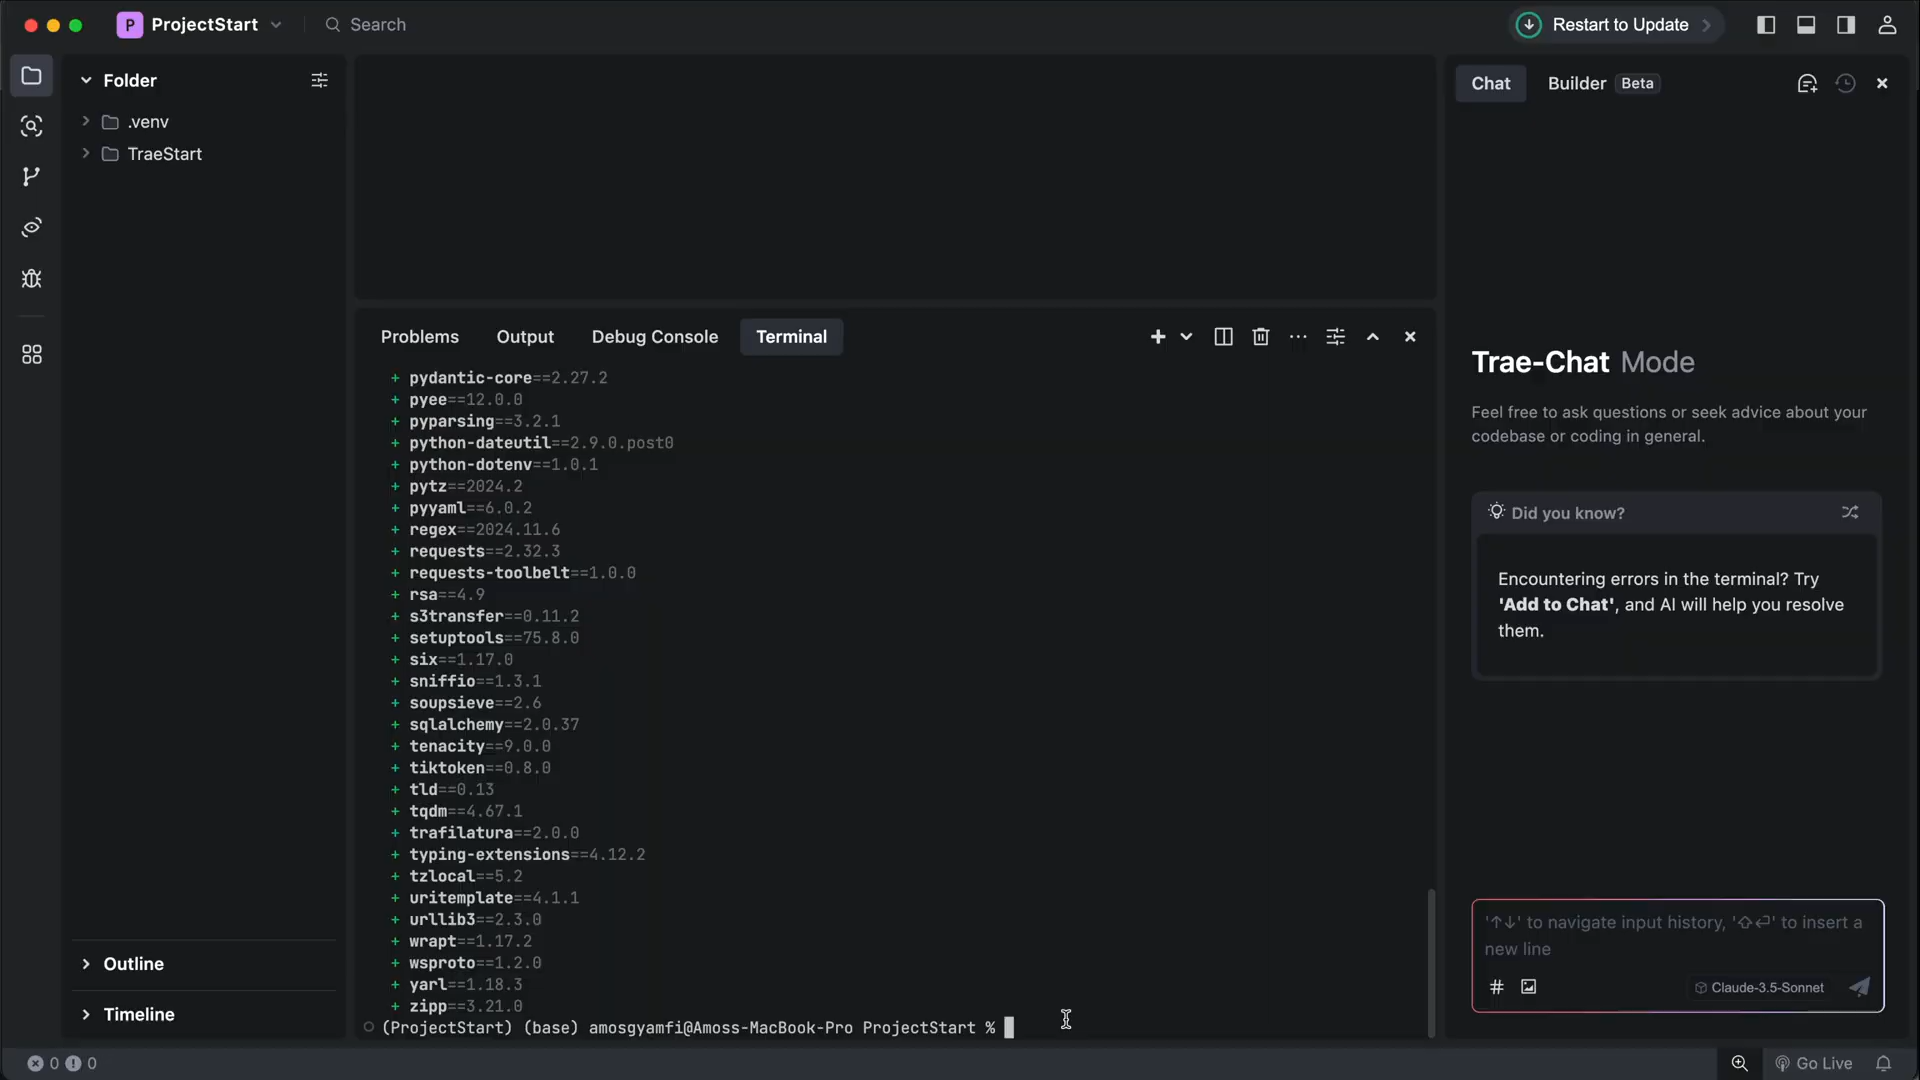 P ProjectStart
Search
Restart to Update
Folder
.venv
TraeStart
Outline
Timeline
Problems
Output
Debug Console
Terminal
+ pydantic-core==2.27.2
+ pyee==12.0.0
+ pyparsing==3.2.1
+ python-dateutil==2.9.0.post0
+ python-dotenv==1.0.1
+ pytz==2024.2
+ pyyaml==6.0.2
+ regex==2024.11.6
+ requests==2.32.3
+ requests-toolbelt==1.0.0
+ rsa==4.9
+ s3transfer==0.11.2
+ setuptools==75.8.0
+ six==1.17.0
+ sniffio==1.3.1
+ soupsieve==2.6
+ sqlalchemy==2.0.37
+ tenacity==9.0.0
+ tiktoken==0.8.0
+ tld==0.13
+ tqdm==4.67.1
+ trafilatura==2.0.0
+ typing-extensions==4.12.2
+ tzlocal==5.2
+ uritemplate==4.1.1
+ urllib3==2.3.0
+ wrapt==1.17.2
+ wsproto==1.2.0
+ yarl==1.18.3
+ zipp==3.21.0
(ProjectStart) (base) amosgyamfi@Amoss-MacBook-Pro ProjectStart %
Chat
Builder Beta
Trae-Chat Mode
Feel free to ask questions or seek advice about your
codebase or coding in general.
Did you know?
Encountering errors in the terminal? Try
'Add to Chat', and AI will help you resolve
them.
'↑↓' to navigate input history, '⇧⏎' to insert a
new line
# Claude-3.5-Sonnet
0 0
Go Live